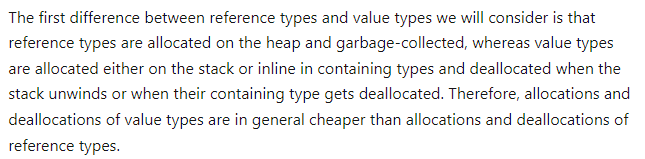 The first difference between reference types and value types we will consider is that
reference types are allocated on the heap and garbage-collected, whereas value types
are allocated either on the stack or inline in containing types and deallocated when the
stack unwinds or when their containing type gets deallocated. Therefore, allocations and
deallocations of value types are in general cheaper than allocations and deallocations of
reference types.